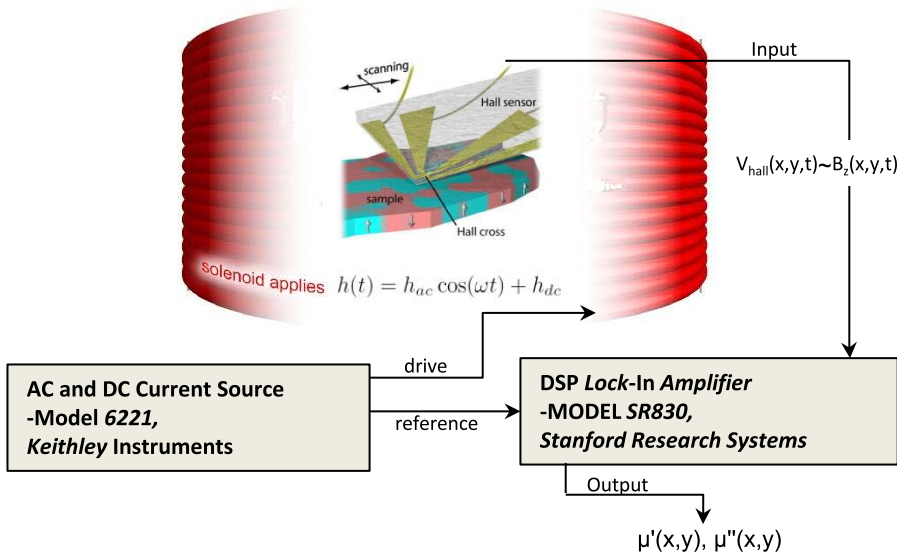 Input
scanning
Hall sensor
V_hall(x,y,t)~B_z(x,y,t)
sample
Hall cross
solenoid applies h(t) = h_ac cos(ωt) + h_dc
drive
AC and DC Current Source
-Model 6221,
Keithley Instruments
reference
DSP Lock-In Amplifier
-MODEL SR830,
Stanford Research Systems
Output
µ'(x,y), µ''(x,y)